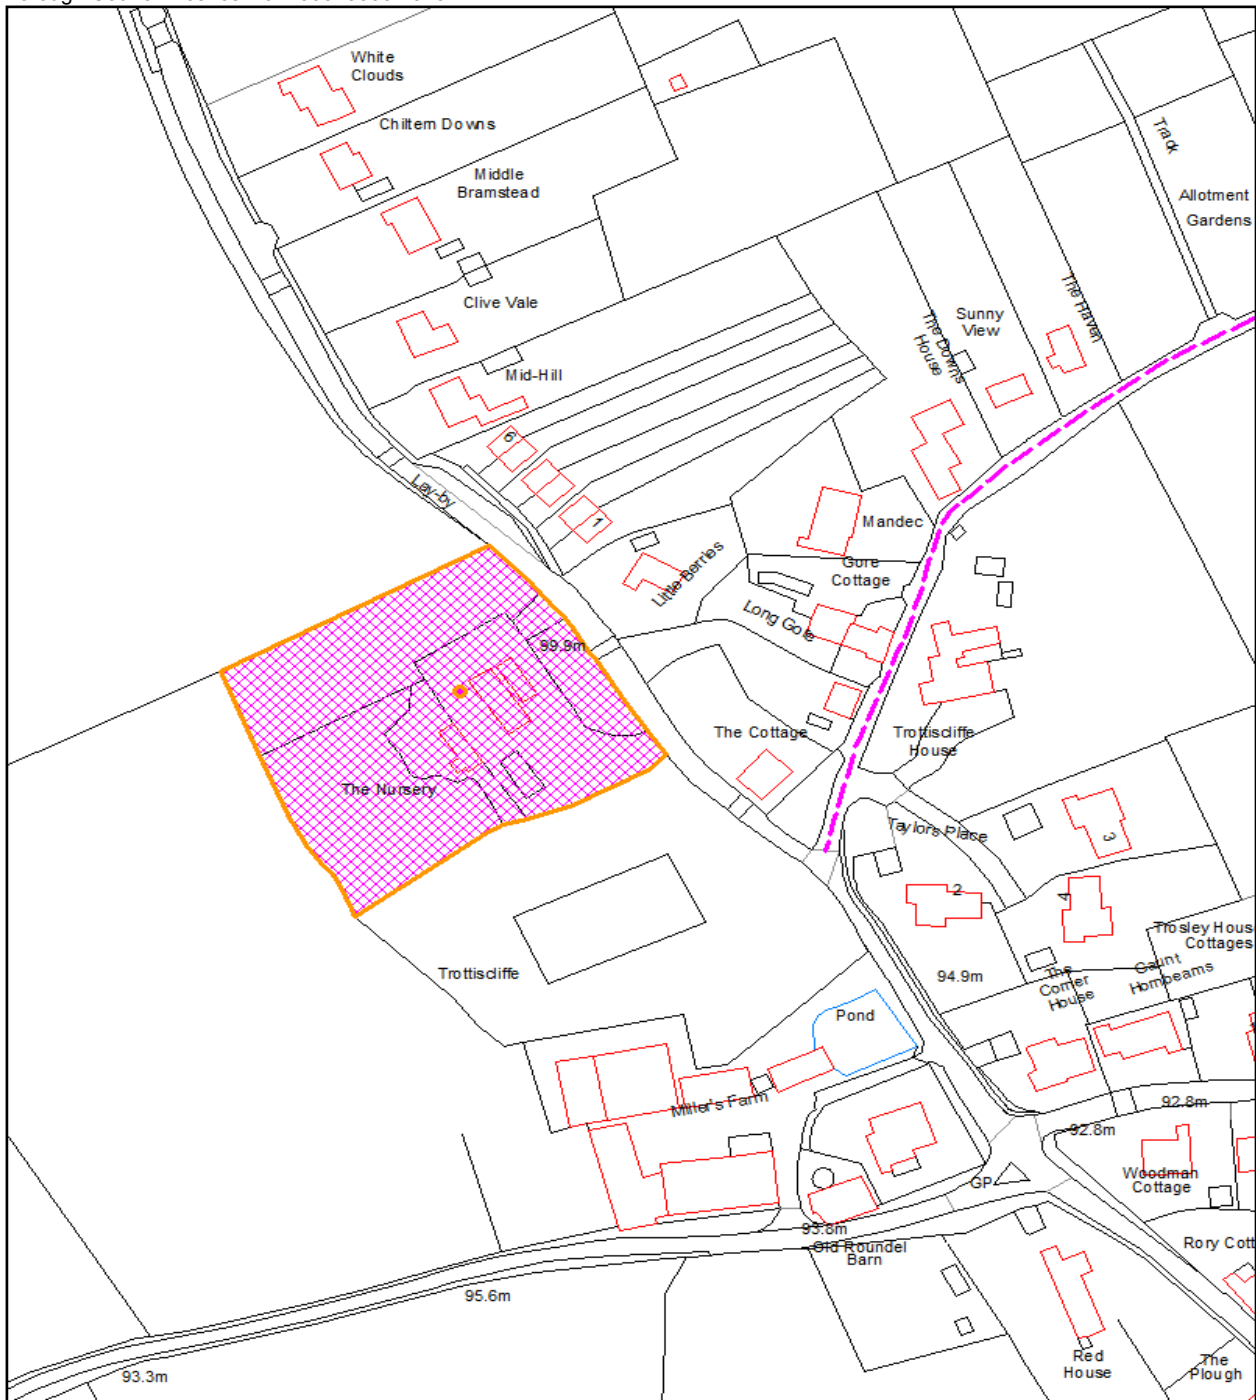 White
Clouds
Chiltern Downs
Middle
Bramstead
Track
Allotment
Gardens
Clive Vale
The Haven
Sunny
View
The Downs
House
Mid-Hill
6
Lay-by
1
Mandec
Little Berries
Gore
Cottage
Long Gore
99.9m
The Cottage
Trottiscliffe
House
The Nursery
Taylors Place
3
2
4
Trosley House
Cottages
Trottiscliffe
94.9m
The
Corner
House
Gaunt
Hornbeams
Pond
Miller's Farm
92.8m
92.8m
Woodman
Cottage
GP
93.8m
Old Roundel
Barn
Rory Cott
95.6m
Red
House
The
Plough
93.3m